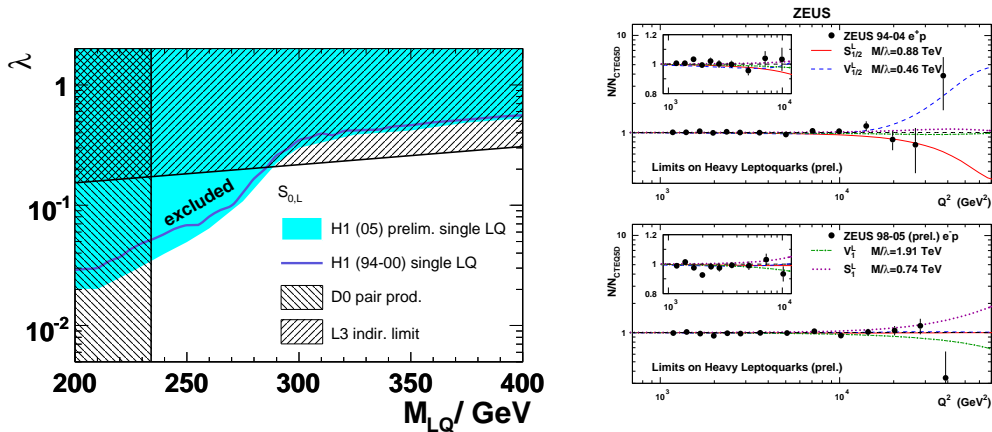 λ
1
10⁻¹
10⁻²
200 250 300 350 400
M_LQ/ GeV
excluded
S₀,L
H1 (05) prelim. single LQ
H1 (94-00) single LQ
D0 pair prod.
L3 indir. limit
ZEUS
N/N_CTEQ5D
10
1
1.2
1
0.8
10³ 10⁴
ZEUS 94-04 e⁺p
S^L_1/2 M/λ=0.88 TeV
V^L_1/2 M/λ=0.46 TeV
Limits on Heavy Leptoquarks (prel.)
10³ 10⁴
Q² (GeV²)
N/N_CTEQ5D
10
1
1.2
1
0.8
10³ 10⁴
ZEUS 98-05 (prel.) e⁻p
V^L_1 M/λ=1.91 TeV
S^L_1 M/λ=0.74 TeV
Limits on Heavy Leptoquarks (prel.)
10³ 10⁴
Q² (GeV²)